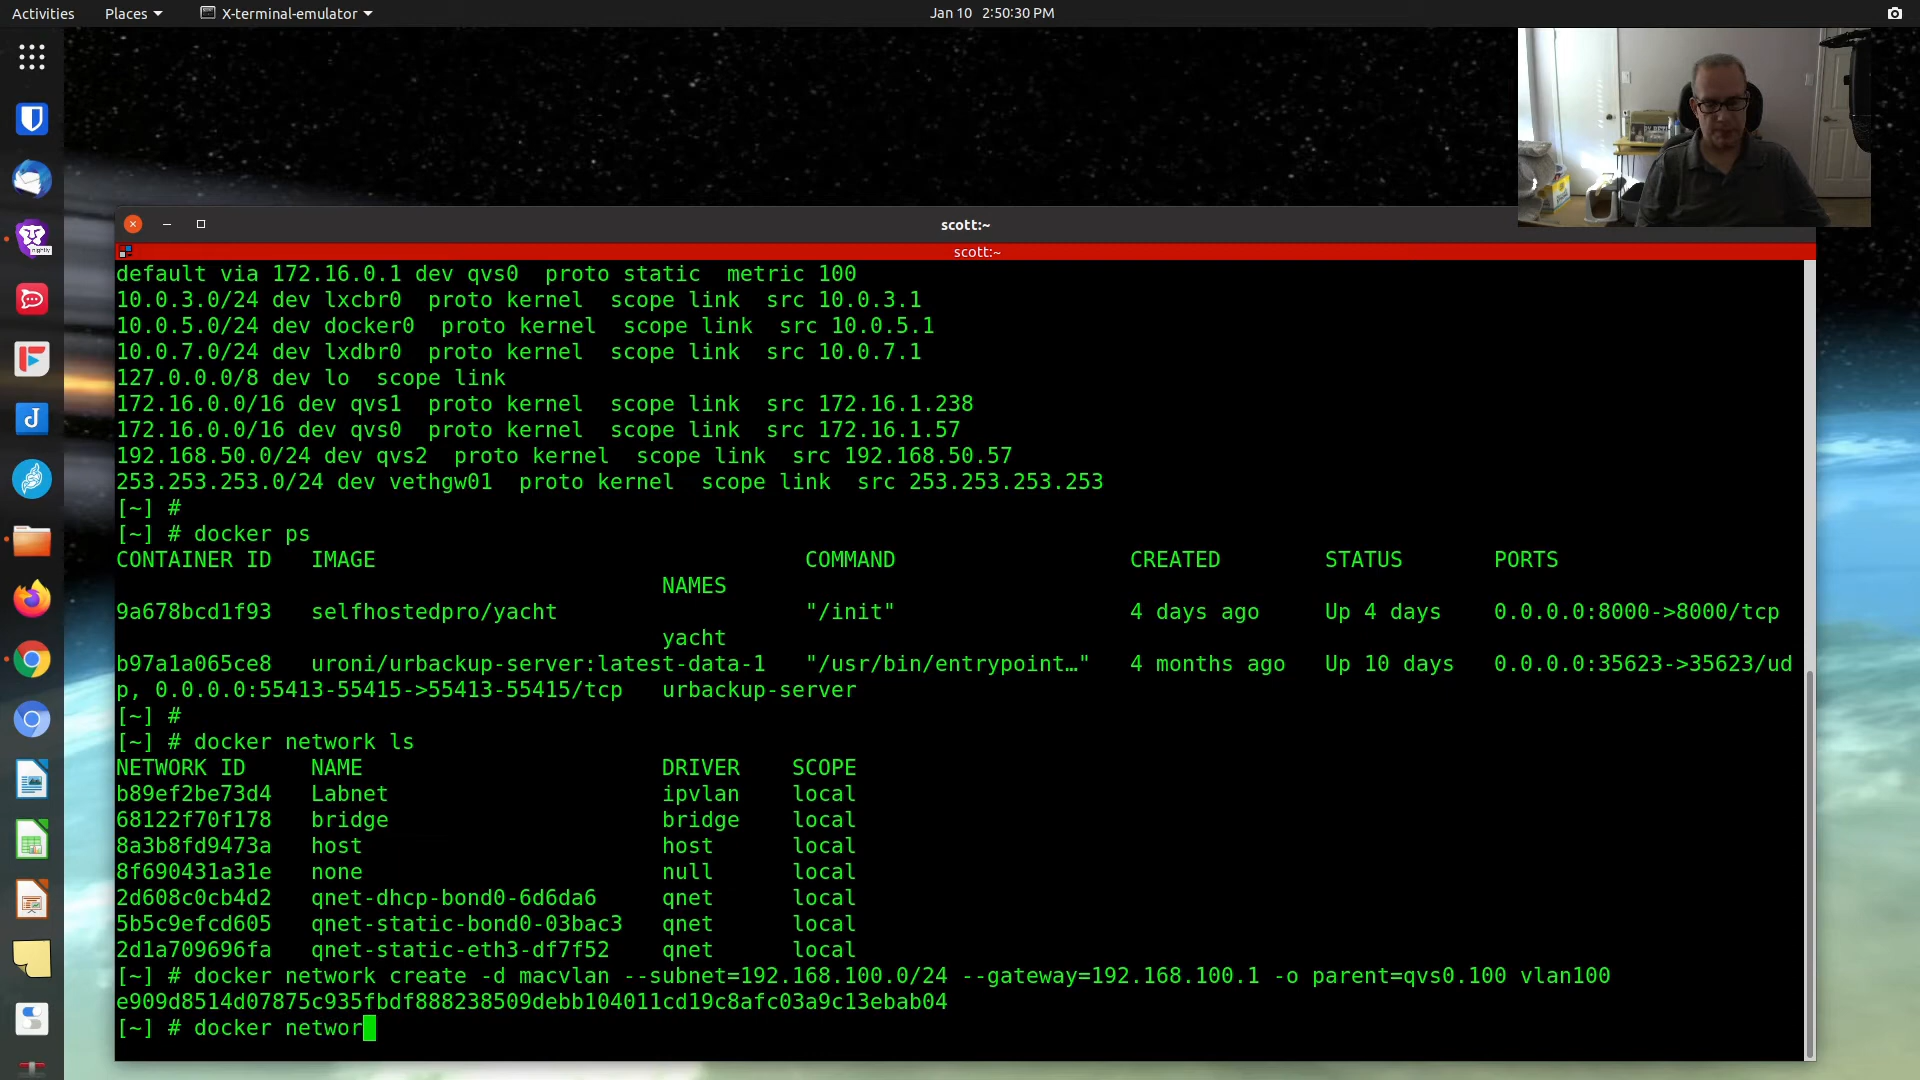 Activities Places X-terminal-emulator Jan 10 2:50:30 PM
scott:~
scott:~
default via 172.16.0.1 dev qvs0 proto static metric 100
10.0.3.0/24 dev lxcbr0 proto kernel scope link src 10.0.3.1
10.0.5.0/24 dev docker0 proto kernel scope link src 10.0.5.1
10.0.7.0/24 dev lxdbr0 proto kernel scope link src 10.0.7.1
127.0.0.0/8 dev lo scope link
172.16.0.0/16 dev qvs1 proto kernel scope link src 172.16.1.238
172.16.0.0/16 dev qvs0 proto kernel scope link src 172.16.1.57
192.168.50.0/24 dev qvs2 proto kernel scope link src 192.168.50.57
253.253.253.0/24 dev vethgw01 proto kernel scope link src 253.253.253.253
[~] #
[~] # docker ps
CONTAINER ID IMAGE COMMAND CREATED STATUS PORTS
NAMES
9a678bcd1f93 selfhostedpro/yacht "/init" 4 days ago Up 4 days 0.0.0.0:8000->8000/tcp
yacht
b97a1a065ce8 uroni/urbackup-server:latest-data-1 "/usr/bin/entrypoint…" 4 months ago Up 10 days 0.0.0.0:35623->35623/ud
p, 0.0.0.0:55413-55415->55413-55415/tcp urbackup-server
[~] #
[~] # docker network ls
NETWORK ID NAME DRIVER SCOPE
b89ef2be73d4 Labnet ipvlan local
68122f70f178 bridge bridge local
8a3b8fd9473a host host local
8f690431a31e none null local
2d608c0cb4d2 qnet-dhcp-bond0-6d6da6 qnet local
5b5c9efcd605 qnet-static-bond0-03bac3 qnet local
2d1a709696fa qnet-static-eth3-df7f52 qnet local
[~] # docker network create -d macvlan --subnet=192.168.100.0/24 --gateway=192.168.100.1 -o parent=qvs0.100 vlan100
e909d8514d07875c935fbdf888238509debb104011cd19c8afc03a9c13ebab04
[~] # docker networ